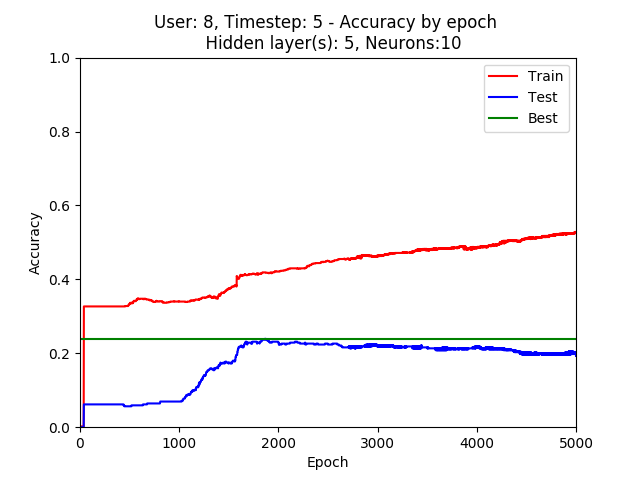 User: 8, Timestep: 5 - Accuracy by epoch
Hidden layer(s): 5, Neurons:10
1.0
0.8
0.6
0.4
0.2
0.0
Accuracy
Train
Test
Best
0 1000 2000 3000 4000 5000
Epoch